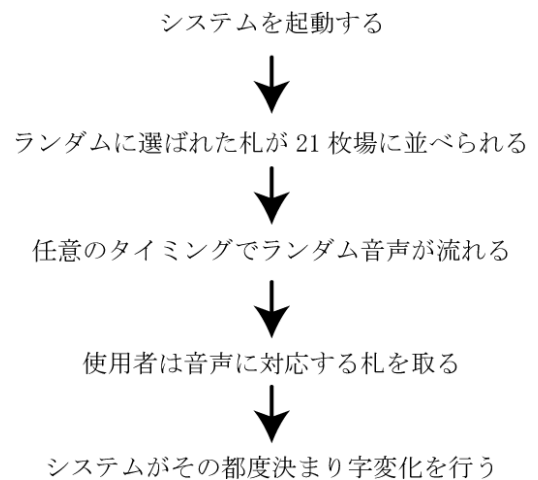 システムを起動する
ランダムに選ばれた札が 21 枚場に並べられる
任意のタイミングでランダム音声が流れる
使用者は音声に対応する札を取る
システムがその都度決まり字変化を行う